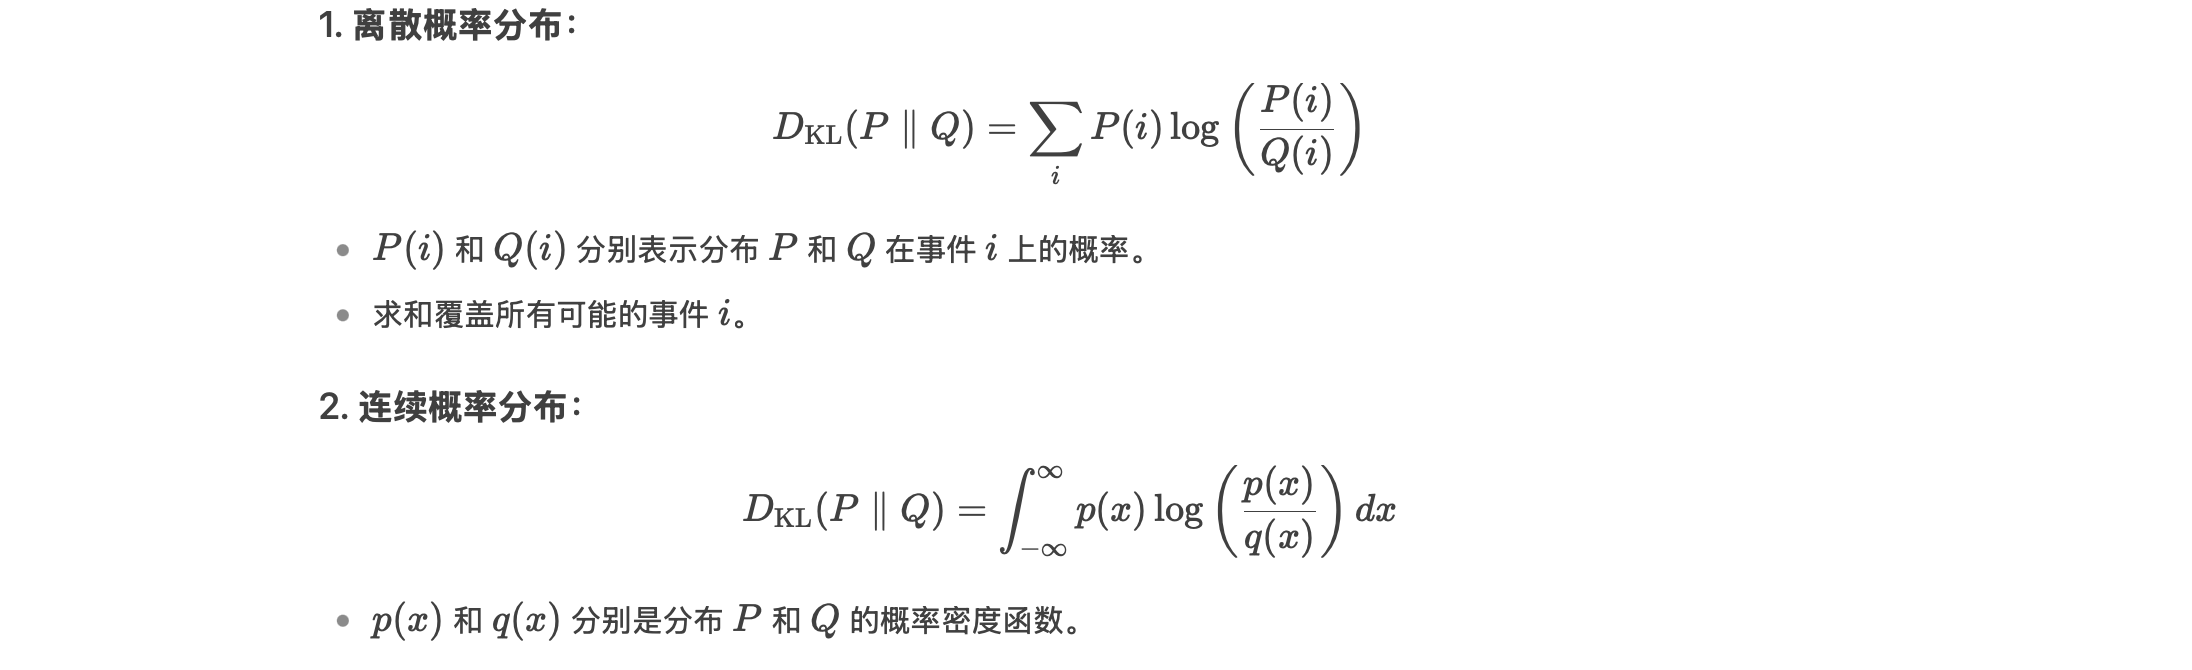 1. 离散概率分布：
$D_{\mathrm{KL}}(P \parallel Q) = \sum_{i} P(i) \log \left( \frac{P(i)}{Q(i)} \right)$
• $P(i)$ 和 $Q(i)$ 分别表示分布 $P$ 和 $Q$ 在事件 $i$ 上的概率。
• 求和覆盖所有可能的事件 $i$。
2. 连续概率分布：
$D_{\mathrm{KL}}(P \parallel Q) = \int_{-\infty}^{\infty} p(x) \log \left( \frac{p(x)}{q(x)} \right) dx$
• $p(x)$ 和 $q(x)$ 分别是分布 $P$ 和 $Q$ 的概率密度函数。